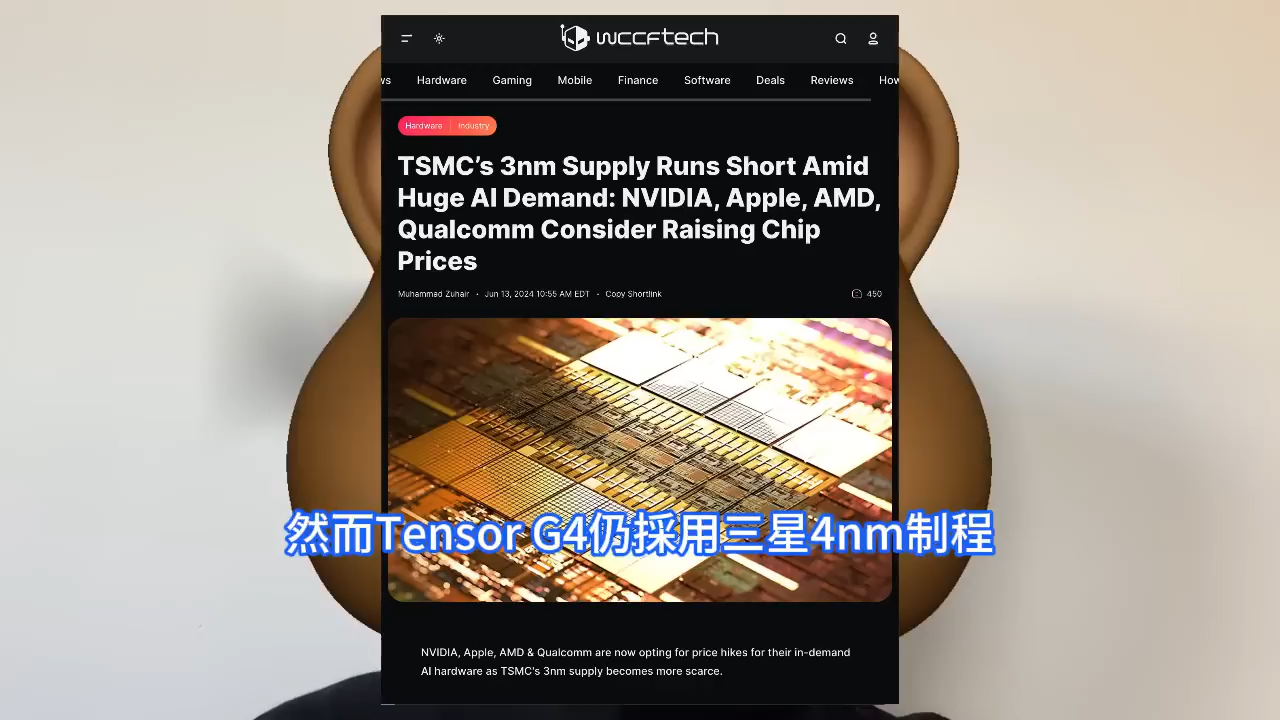 wccftech
ws Hardware Gaming Mobile Finance Software Deals Reviews How
Hardware Industry
TSMC’s 3nm Supply Runs Short Amid
Huge AI Demand: NVIDIA, Apple, AMD,
Qualcomm Consider Raising Chip
Prices
Muhammad Zuhair • Jun 13, 2024 10:55 AM EDT • Copy Shortlink 450
然而Tensor G4仍採用三星4nm制程
NVIDIA, Apple, AMD & Qualcomm are now opting for price hikes for their in-demand
AI hardware as TSMC's 3nm supply becomes more scarce.